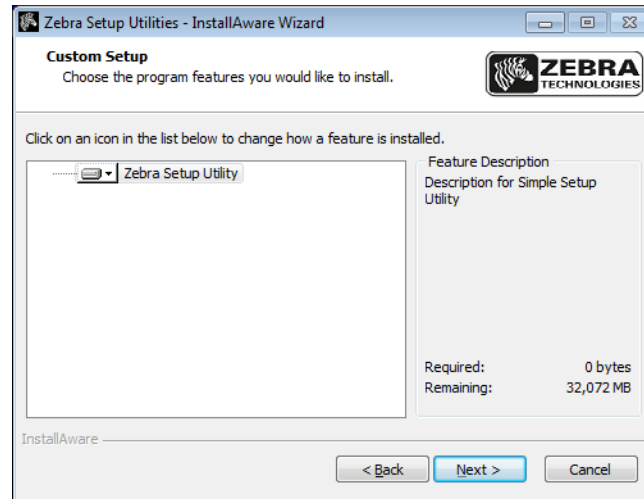 Zebra Setup Utilities - InstallAware Wizard
Custom Setup
Choose the program features you would like to install.
ZEBRA
TECHNOLOGIES
Click on an icon in the list below to change how a feature is installed.
Zebra Setup Utility
Feature Description
Description for Simple Setup
Utility
Required: 0 bytes
Remaining: 32,072 MB
InstallAware
< Back Next > Cancel